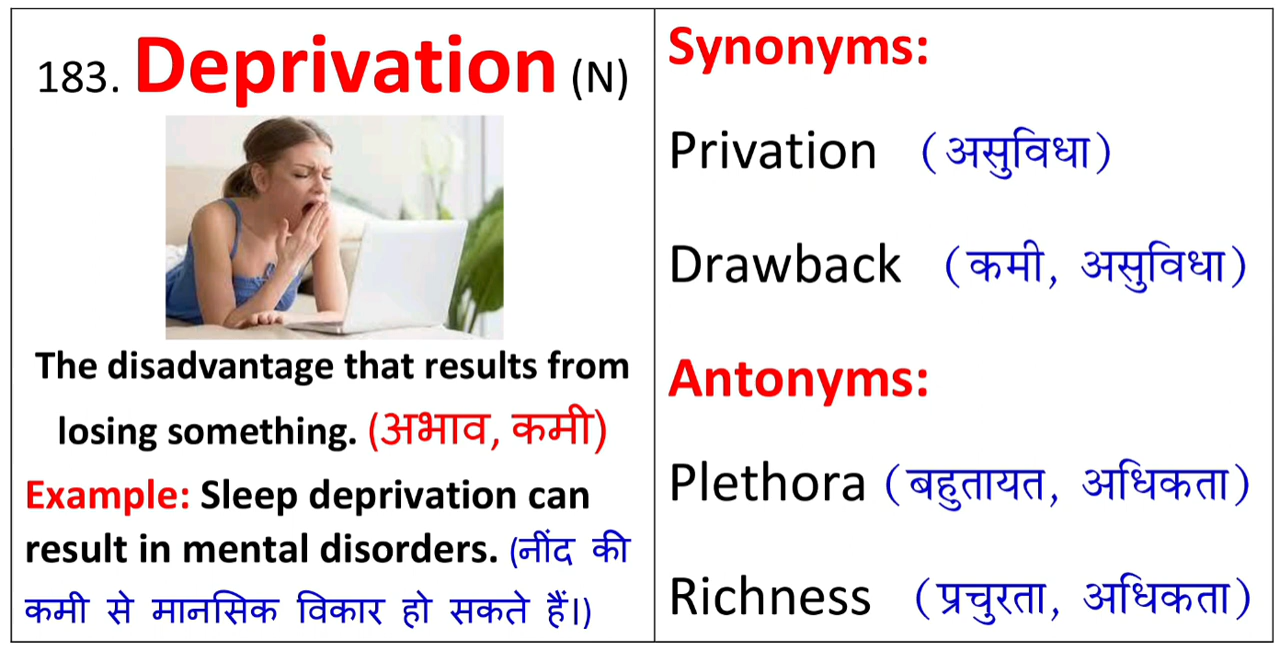 183. Deprivation (N)
The disadvantage that results from
losing something. (अभाव, कमी)
Example: Sleep deprivation can
result in mental disorders. (नींद की
कमी से मानसिक विकार हो सकते हैं।)
Synonyms:
Privation (असुविधा)
Drawback (कमी, असुविधा)
Antonyms:
Plethora (बहुतायत, अधिकता)
Richness (प्रचुरता, अधिकता)